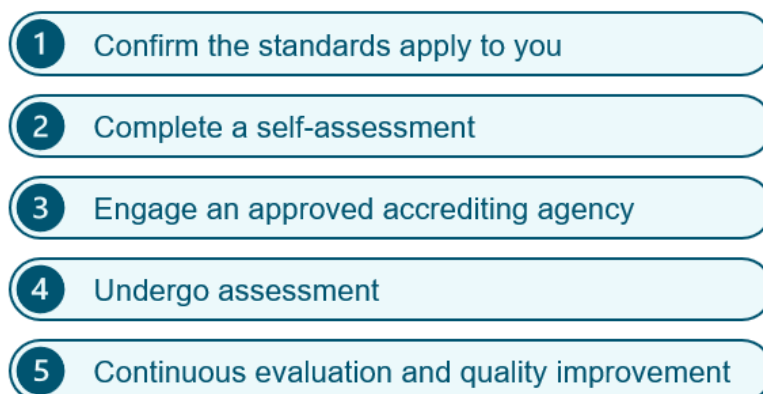 1 Confirm the standards apply to you
2 Complete a self-assessment
3 Engage an approved accrediting agency
4 Undergo assessment
5 Continuous evaluation and quality improvement